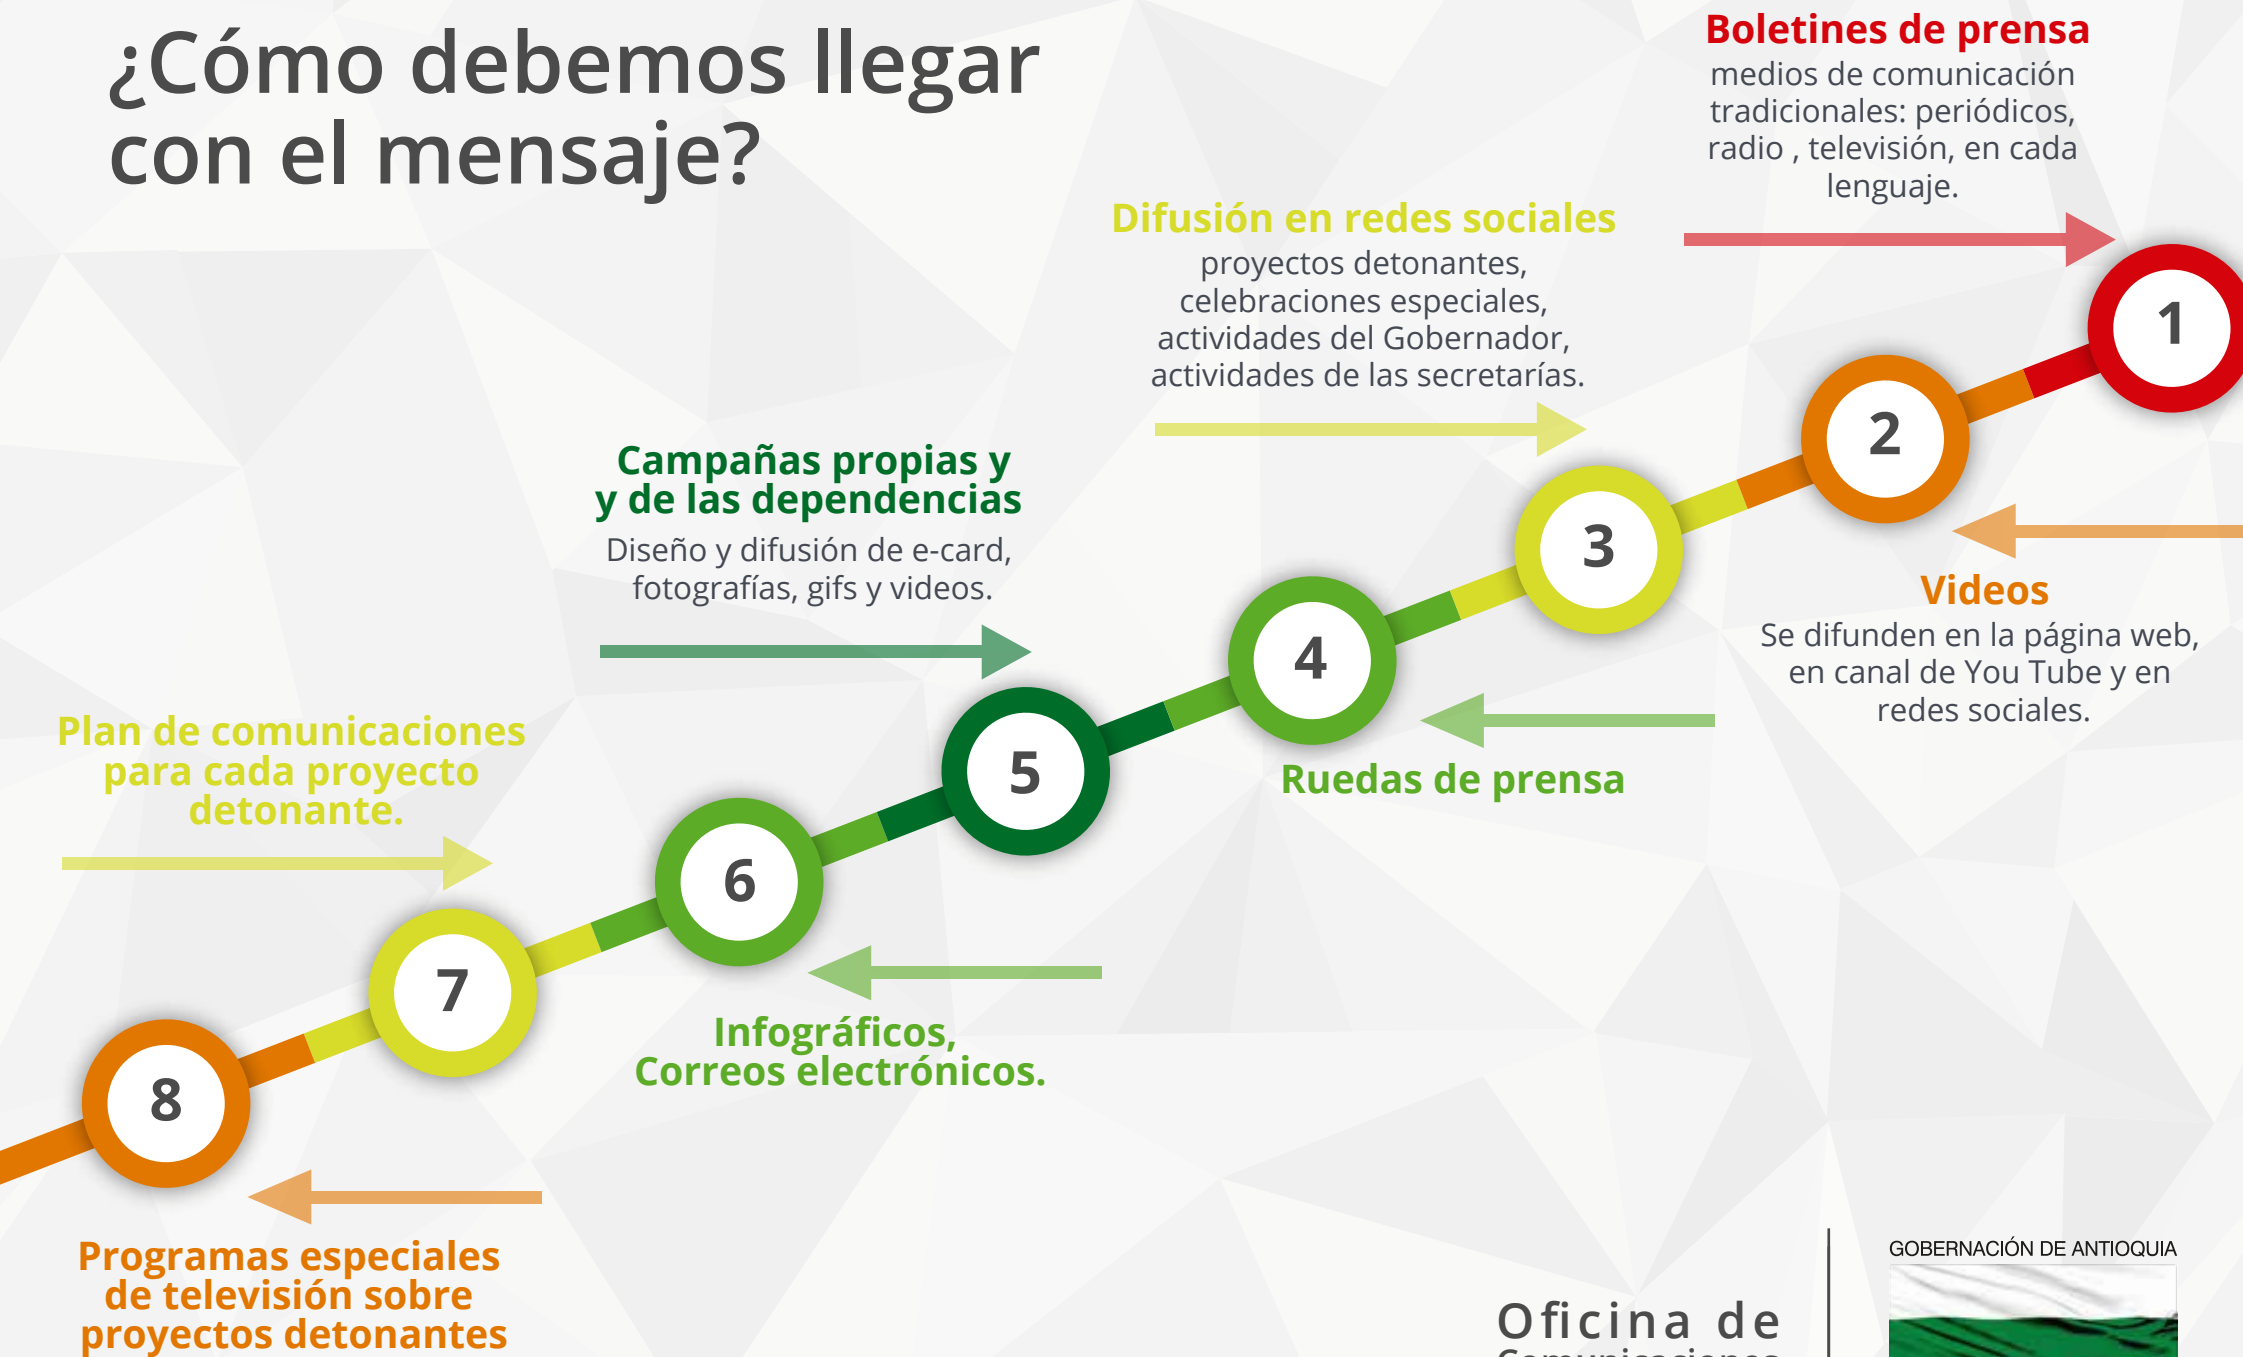 ¿Cómo debemos llegar
con el mensaje?
Boletines de prensa
medios de comunicación
tradicionales: periódicos,
radio , televisión, en cada
lenguaje.
1
2
Videos
Se difunden en la página web,
en canal de You Tube y en
redes sociales.
Difusión en redes sociales
proyectos detonantes,
celebraciones especiales,
actividades del Gobernador,
actividades de las secretarías.
3
4
Ruedas de prensa
Campañas propias y
y de las dependencias
Diseño y difusión de e-card,
fotografías, gifs y videos.
5
6
Infográficos,
Correos electrónicos.
Plan de comunicaciones
para cada proyecto
detonante.
7
8
Programas especiales
de televisión sobre
proyectos detonantes
Oficina de
Comunicaciones
GOBERNACIÓN DE ANTIOQUIA